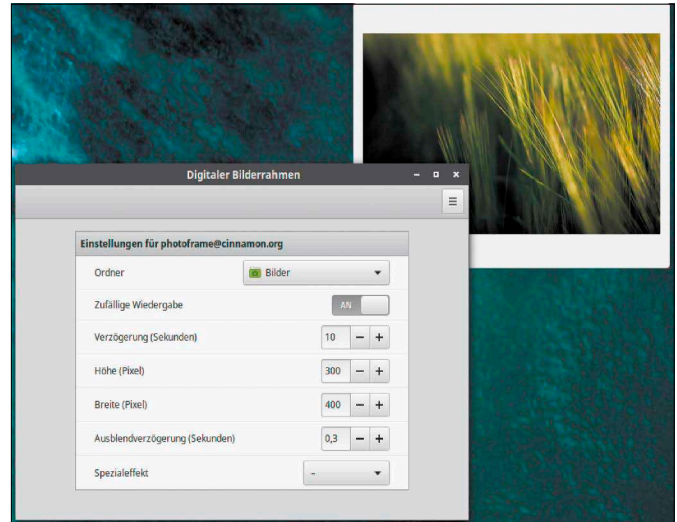 Digitaler Bilderrahmen
Einstellungen für photoframe@cinnamon.org
Ordner Bilder
Zufällige Wiedergabe AN
Verzögerung (Sekunden) 10 − +
Höhe (Pixel) 300 − +
Breite (Pixel) 400 − +
Ausblendverzögerung (Sekunden) 0,3 − +
Spezialeffekt –